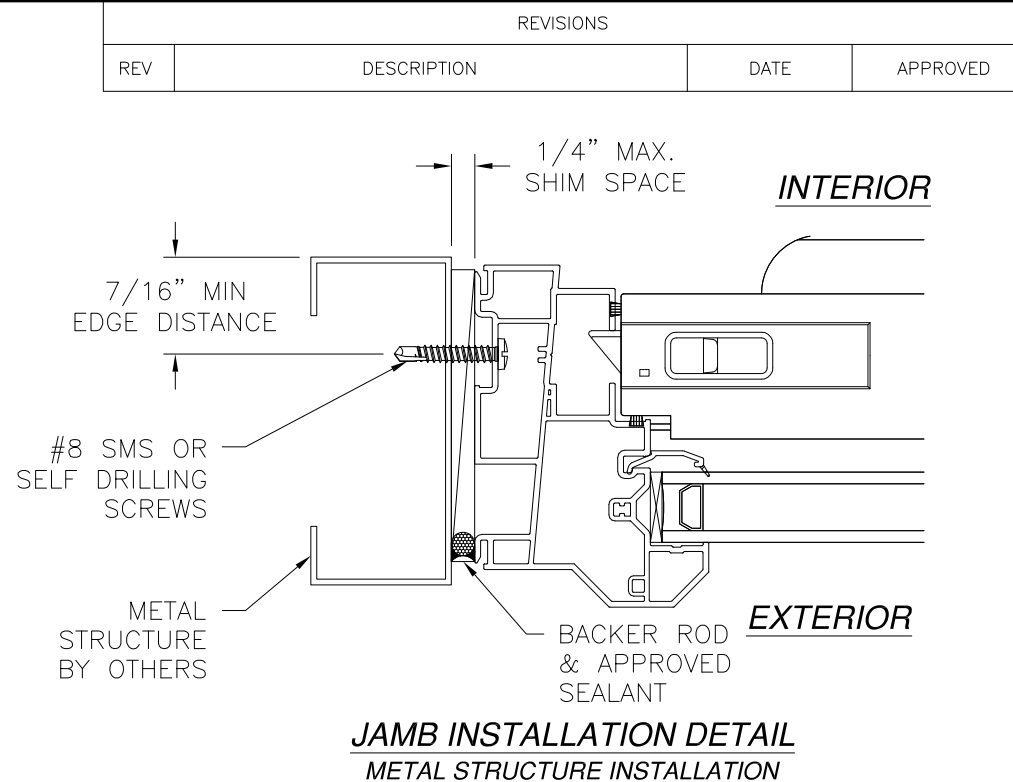 REVISIONS
REV DESCRIPTION DATE APPROVED
1/4” MAX.
SHIM SPACE
INTERIOR
7/16” MIN
EDGE DISTANCE
#8 SMS OR
SELF DRILLING
SCREWS
METAL
STRUCTURE
BY OTHERS
BACKER ROD
& APPROVED
SEALANT
EXTERIOR
JAMB INSTALLATION DETAIL
METAL STRUCTURE INSTALLATION